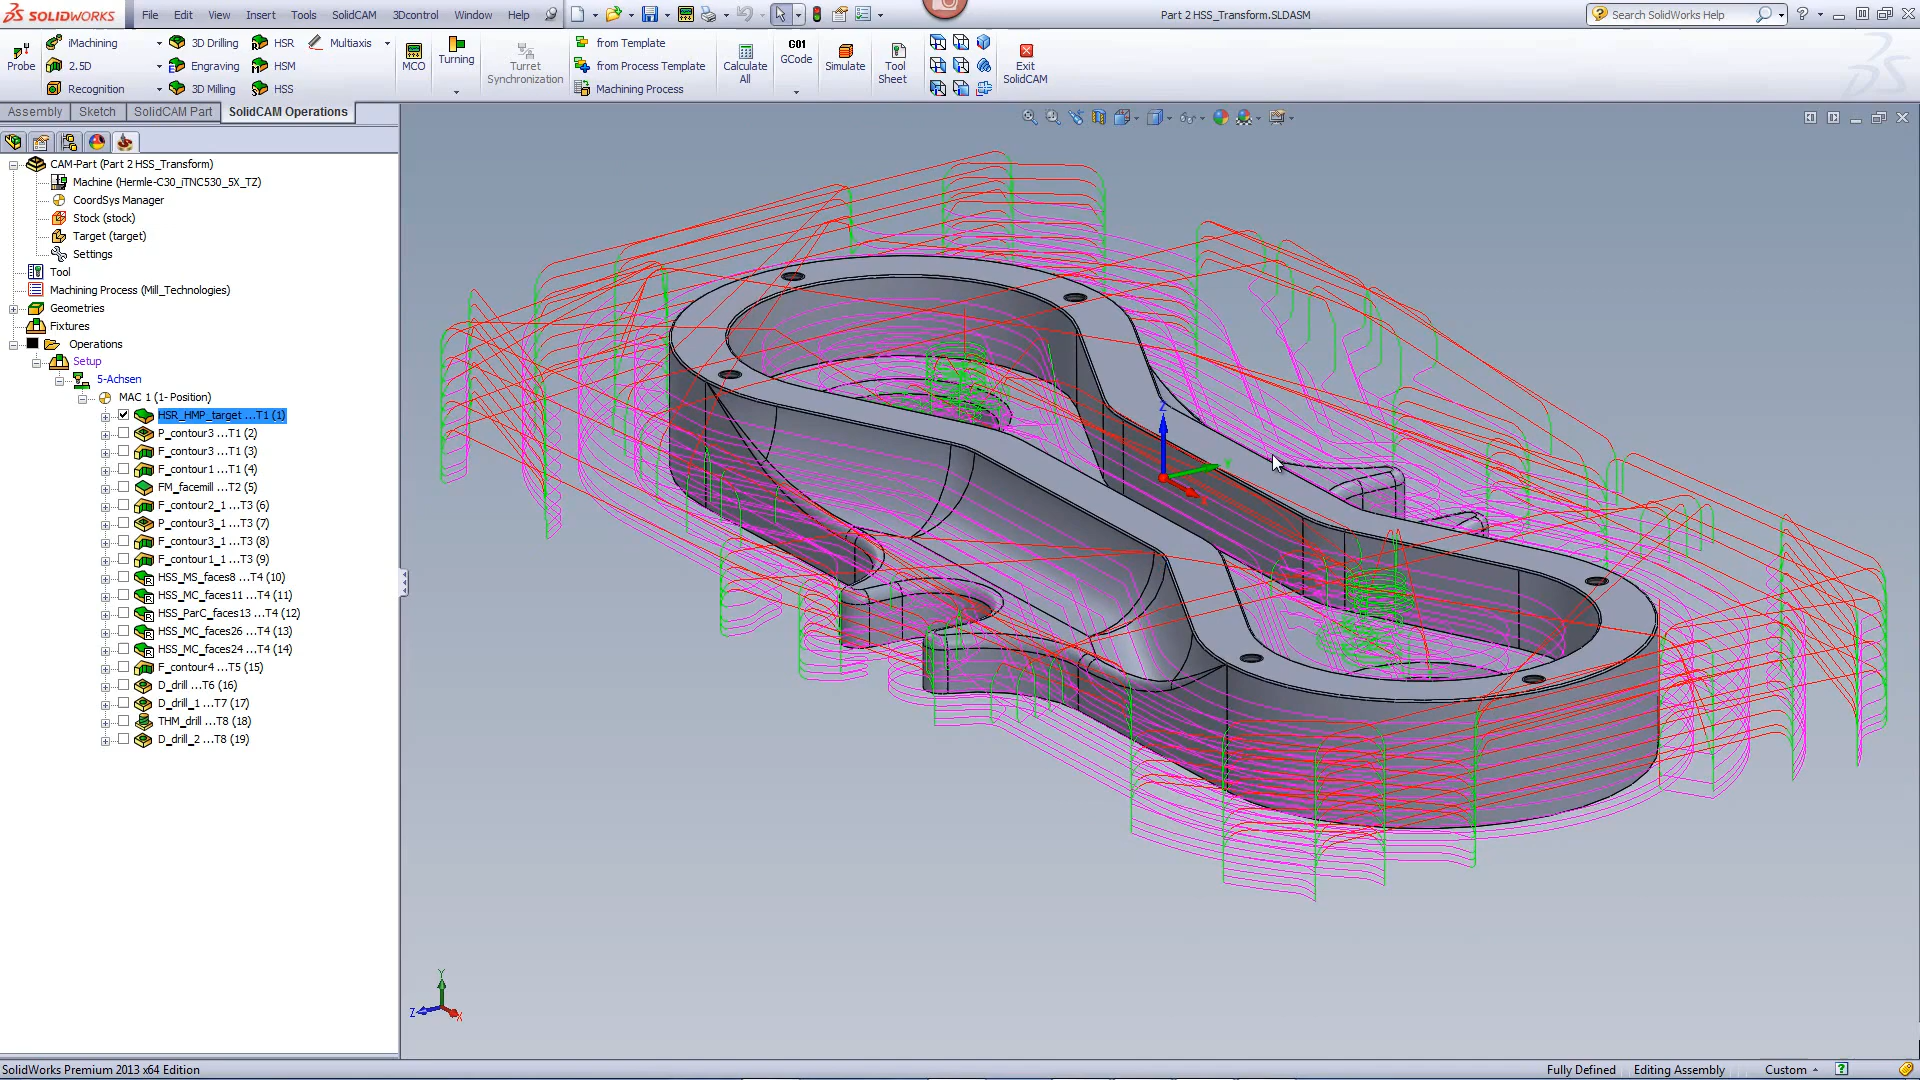 SOLIDWORKS File Edit View Insert Tools SolidCAM 3Dcontrol Window Help Part 2 HSS_Transform.SLDASM Search SolidWorks Help
Probe
iMachining
2.5D
Recognition
3D Drilling
Engraving
3D Milling
HSR
HSM
HSS
Multiaxis
MCO
Turning
Turret
Synchronization
from Template
from Process Template
Machining Process
Calculate
All
G01
GCode
Simulate
Tool
Sheet
Exit
SolidCAM
Assembly Sketch SolidCAM Part SolidCAM Operations
CAM-Part (Part 2 HSS_Transform)
Machine (Hermle-C30_iTNC530_5X_TZ)
CoordSys Manager
Stock (stock)
Target (target)
Settings
Tool
Machining Process (Mill_Technologies)
Geometries
Fixtures
Operations
Setup
5-Achsen
MAC 1 (1- Position)
HSR_HMP_target ...T1 (1)
P_contour3 ...T1 (2)
F_contour3 ...T1 (3)
F_contour1 ...T1 (4)
FM_facemill ...T2 (5)
F_contour2_1 ...T3 (6)
P_contour3_1 ...T3 (7)
F_contour3_1 ...T3 (8)
F_contour1_1 ...T3 (9)
HSS_MS_faces8 ...T4 (10)
HSS_MC_faces11 ...T4 (11)
HSS_ParC_faces13 ...T4 (12)
HSS_MC_faces26 ...T4 (13)
HSS_MC_faces24 ...T4 (14)
F_contour4 ...T5 (15)
D_drill ...T6 (16)
D_drill_1 ...T7 (17)
THM_drill ...T8 (18)
D_drill_2 ...T8 (19)
Z
Y
X
Y
Z
X
SolidWorks Premium 2013 x64 Edition Fully Defined Editing Assembly Custom